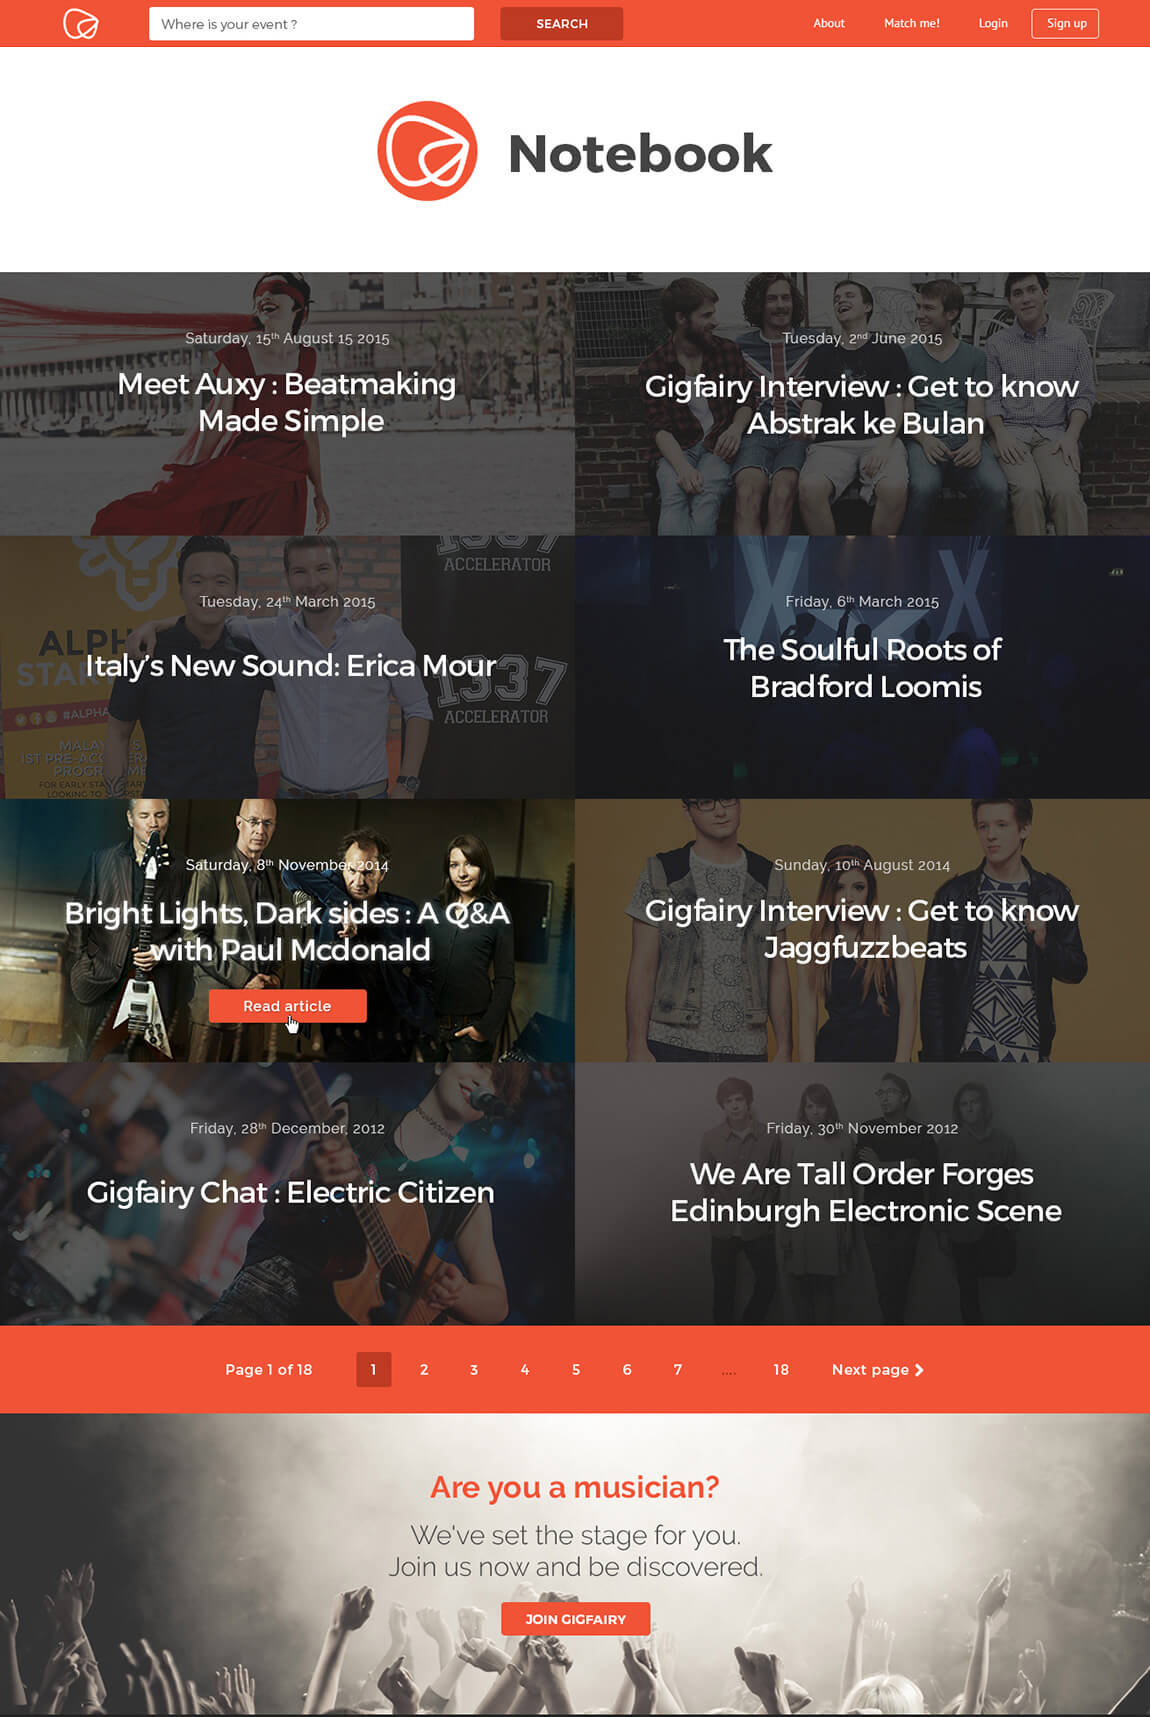 Where is your event ?
SEARCH
About
Match me!
Login
Sign up
Notebook
Saturday, 15th August 15 2015
Meet Auxy : Beatmaking
Made Simple
Tuesday, 2nd June 2015
Gigfairy Interview : Get to know
Abstrak ke Bulan
1337
ACCELERATOR
Tuesday, 24th March 2015
Italy's New Sound: Erica Mour
1337
ACCELERATOR
#ALPHA
Friday, 6th March 2015
The Soulful Roots of
Bradford Loomis
Saturday, 8th November 2014
Bright Lights, Dark sides : A Q&A
with Paul Mcdonald
Read article
Sunday, 10th August 2014
Gigfairy Interview : Get to know
Jaggfuzzbeats
Friday, 28th December, 2012
Gigfairy Chat : Electric Citizen
Friday, 30th November 2012
We Are Tall Order Forges
Edinburgh Electronic Scene
Page 1 of 18 1 2 3 4 5 6 7 .... 18 Next page
Are you a musician?
We've set the stage for you.
Join us now and be discovered.
JOIN GIGFAIRY